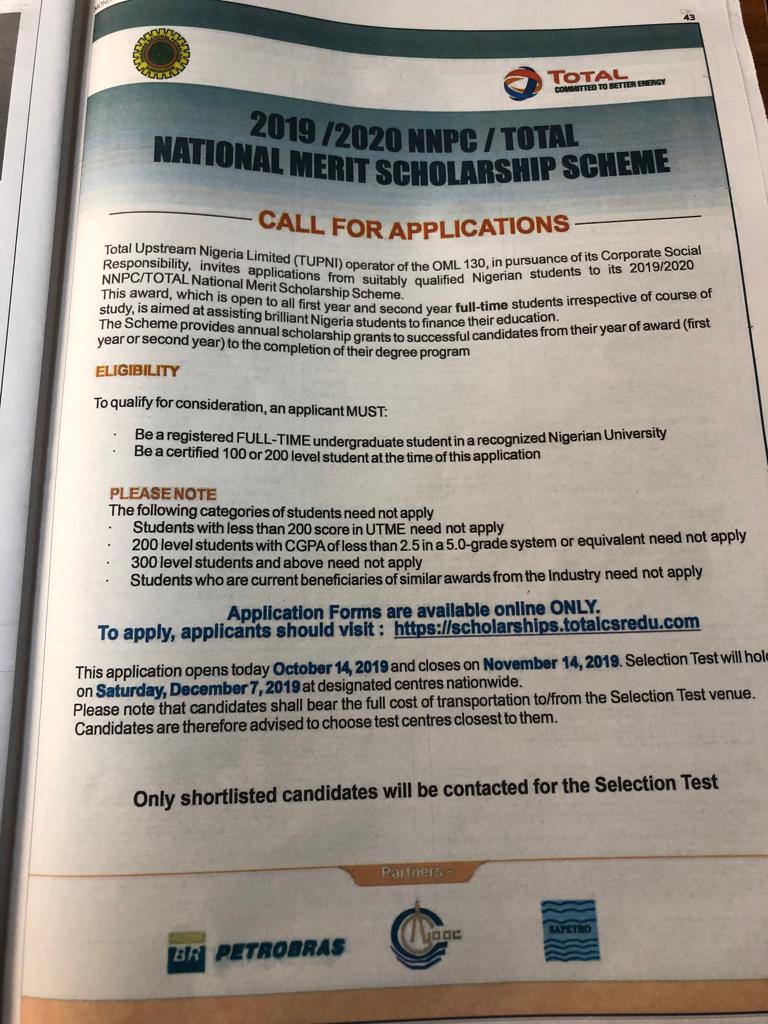 43
TOTAL
COMMITTED TO BETTER ENERGY
2019 /2020 NNPC / TOTAL
NATIONAL MERIT SCHOLARSHIP SCHEME
CALL FOR APPLICATIONS
Total Upstream Nigeria Limited (TUPNI) operator of the OML 130, in pursuance of its Corporate Social
Responsibility, invites applications from suitably qualified Nigerian students to its 2019/2020
NNPC/TOTAL National Merit Scholarship Scheme.
This award, which is open to all first year and second year full-time students irrespective of course of
study, is aimed at assisting brilliant Nigeria students to finance their education.
The Scheme provides annual scholarship grants to successful candidates from their year of award (first
year or second year) to the completion of their degree program
ELIGIBILITY
To qualify for consideration, an applicant MUST:
· Be a registered FULL-TIME undergraduate student in a recognized Nigerian University
· Be a certified 100 or 200 level student at the time of this application
PLEASE NOTE
The following categories of students need not apply
· Students with less than 200 score in UTME need not apply
· 200 level students with CGPA of less than 2.5 in a 5.0-grade system or equivalent need not apply
· 300 level students and above need not apply
· Students who are current beneficiaries of similar awards from the Industry need not apply
Application Forms are available online ONLY.
To apply, applicants should visit : https://scholarships.totalcsredu.com
This application opens today October 14, 2019 and closes on November 14, 2019. Selection Test will hol
on Saturday, December 7, 2019 at designated centres nationwide.
Please note that candidates shall bear the full cost of transportation to/from the Selection Test venue.
Candidates are therefore advised to choose test centres closest to them.
Only shortlisted candidates will be contacted for the Selection Test
Partners -
BR PETROBRAS
SAPETRO